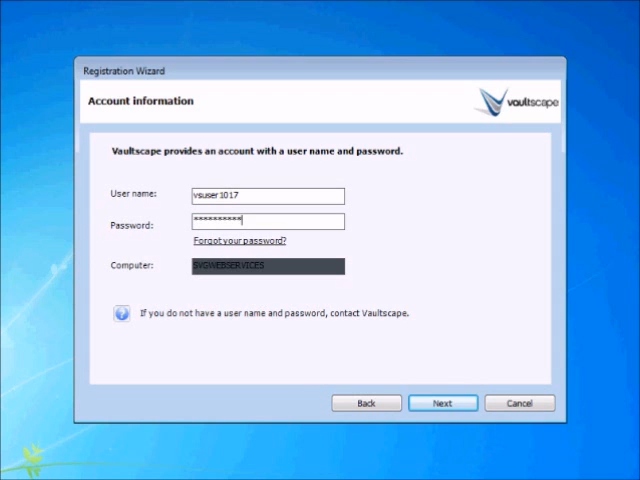 Registration Wizard
Account information
vaultscape
Vaultscape provides an account with a user name and password.
User name: vsuser1017
Password: **********
Forgot your password?
Computer: SVGWEBSERVICES
If you do not have a user name and password, contact Vaultscape.
Back Next Cancel